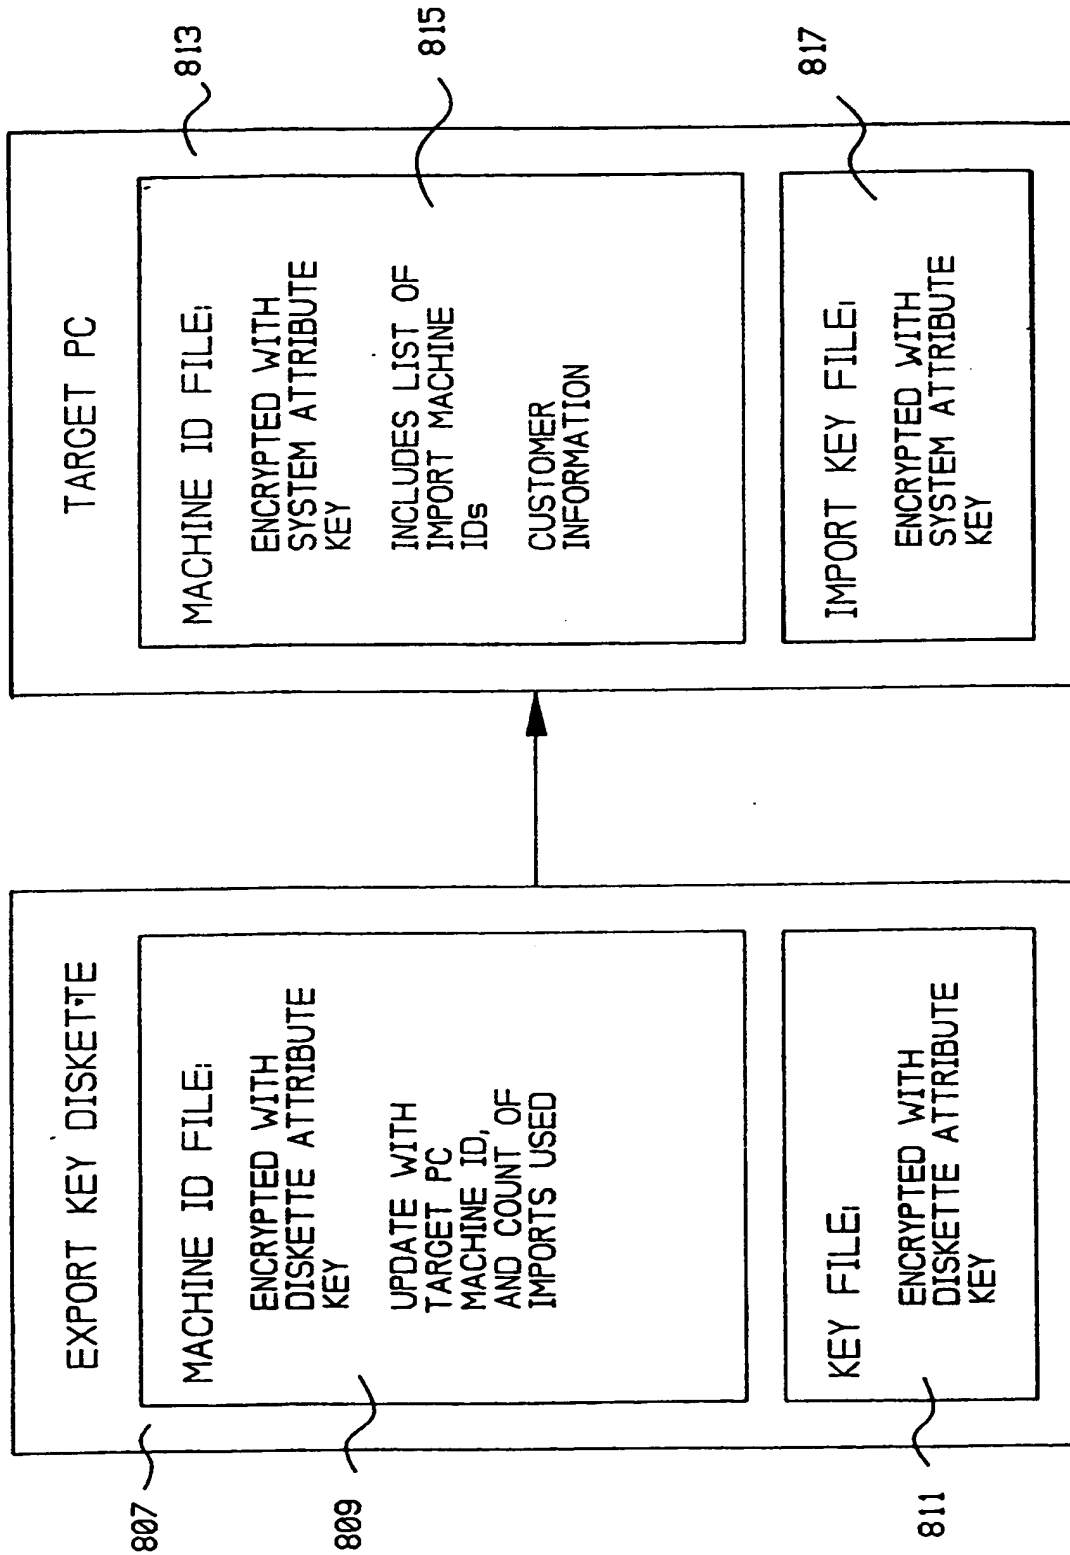 EXPORT KEY DISKETTE
MACHINE ID FILE:
ENCRYPTED WITH
DISKETTE ATTRIBUTE
KEY
UPDATE WITH
TARGET PC
MACHINE ID,
AND COUNT OF
IMPORTS USED
KEY FILE:
ENCRYPTED WITH
DISKETTE ATTRIBUTE
KEY
807
809
811
TARGET PC
MACHINE ID FILE:
ENCRYPTED WITH
SYSTEM ATTRIBUTE
KEY
INCLUDES LIST OF
IMPORT MACHINE
IDs
CUSTOMER
INFORMATION
IMPORT KEY FILE:
ENCRYPTED WITH
SYSTEM ATTRIBUTE
KEY
813
815
817